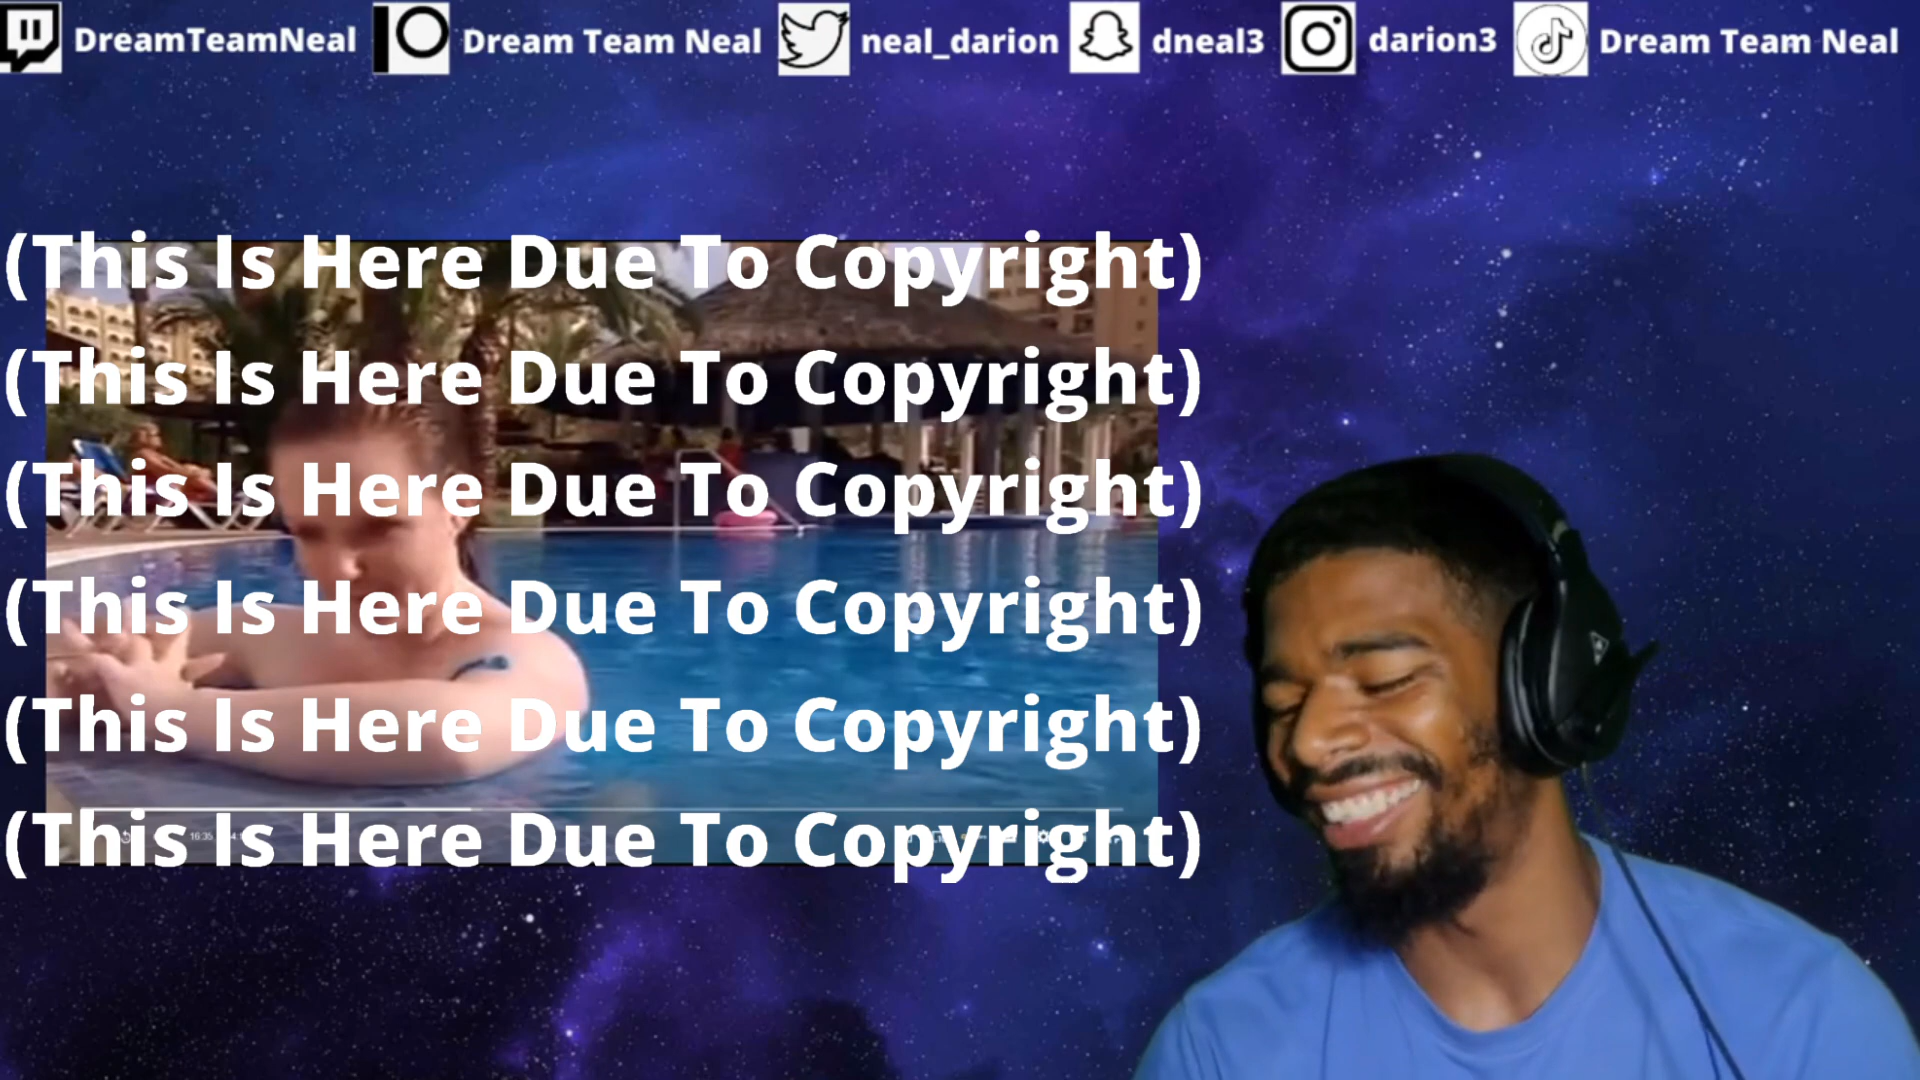 DreamTeamNeal Dream Team Neal neal_darion dneal3 darion3 Dream Team Neal
(This Is Here Due To Copyright)
(This Is Here Due To Copyright)
(This Is Here Due To Copyright)
(This Is Here Due To Copyright)
(This Is Here Due To Copyright)
(This Is Here Due To Copyright)
16:35